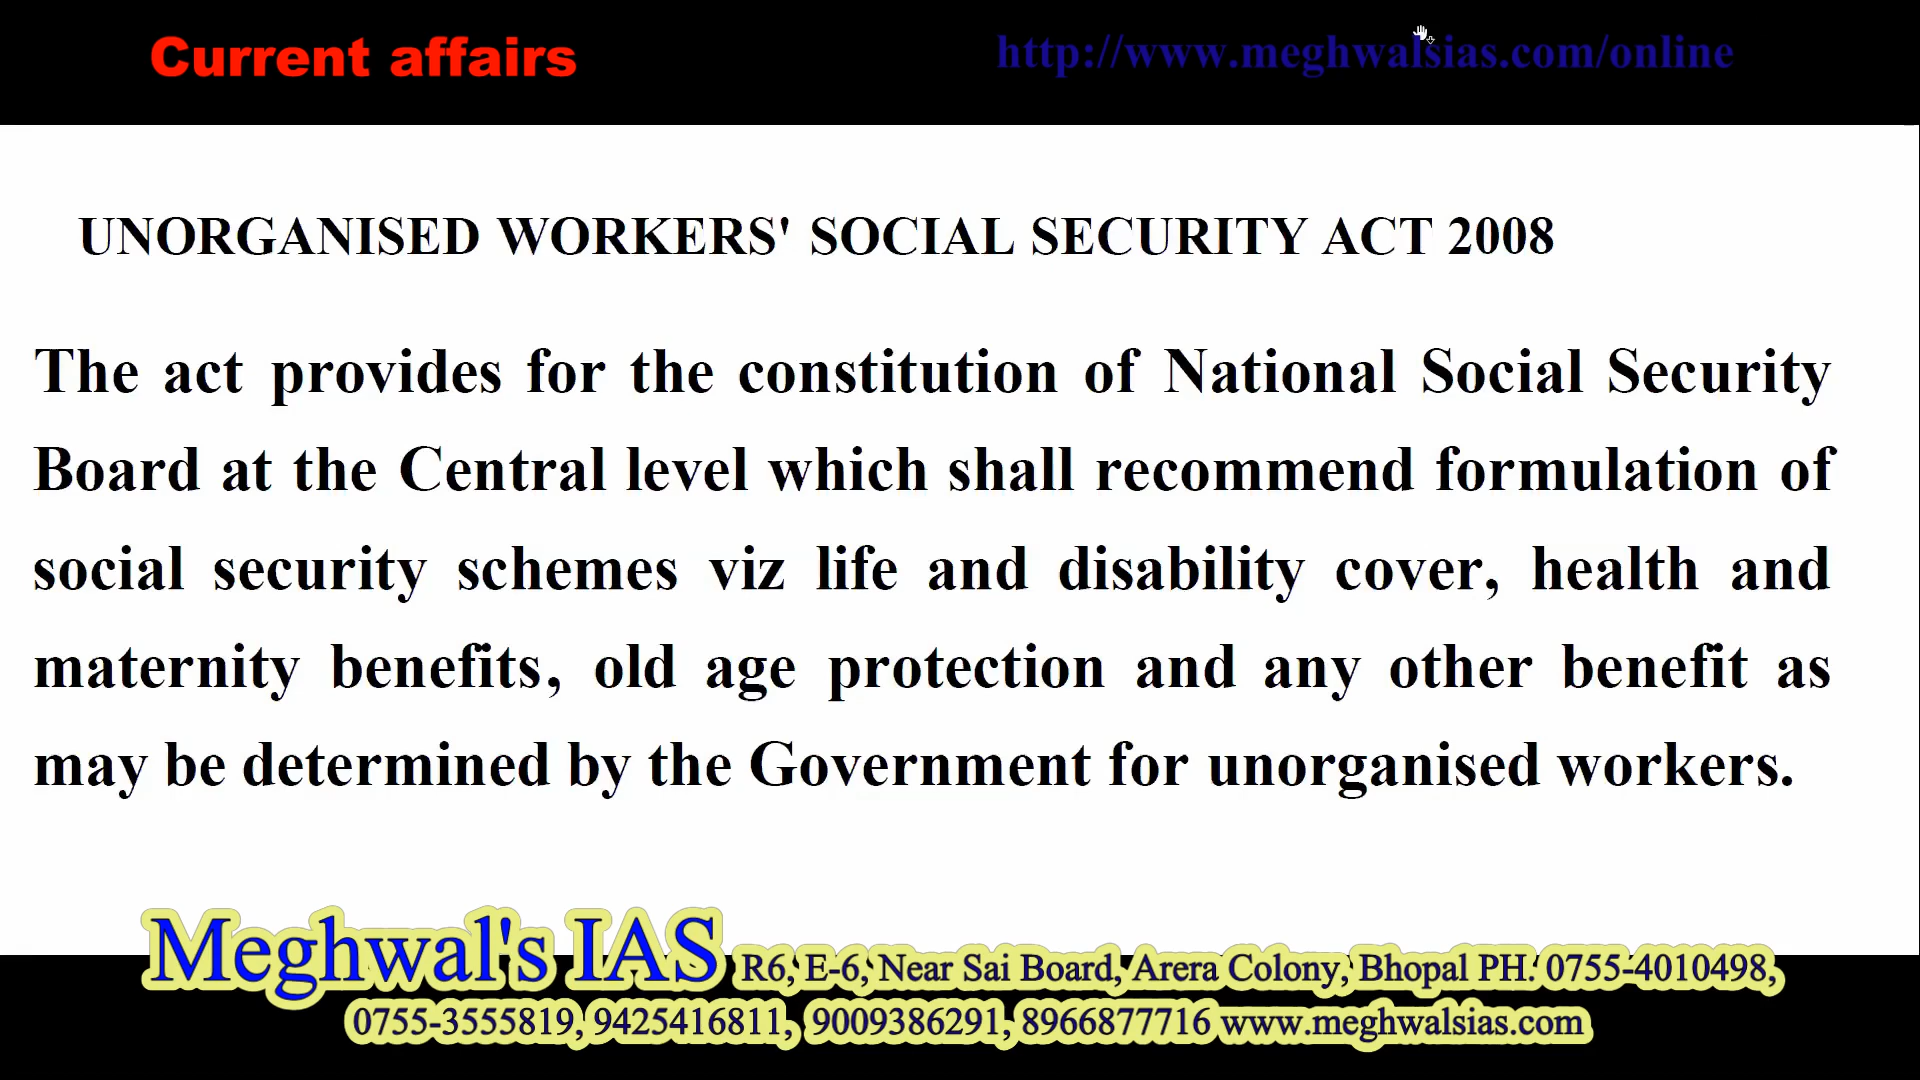 Current affairs
http://www.meghwalsias.com/online
UNORGANISED WORKERS' SOCIAL SECURITY ACT 2008
The act provides for the constitution of National Social Security
Board at the Central level which shall recommend formulation of
social security schemes viz life and disability cover, health and
maternity benefits, old age protection and any other benefit as
may be determined by the Government for unorganised workers.
Meghwal's IAS R6, E-6, Near Sai Board, Arera Colony, Bhopal PH. 0755-4010498,
0755-3555819, 9425416811, 9009386291, 8966877716 www.meghwalsias.com